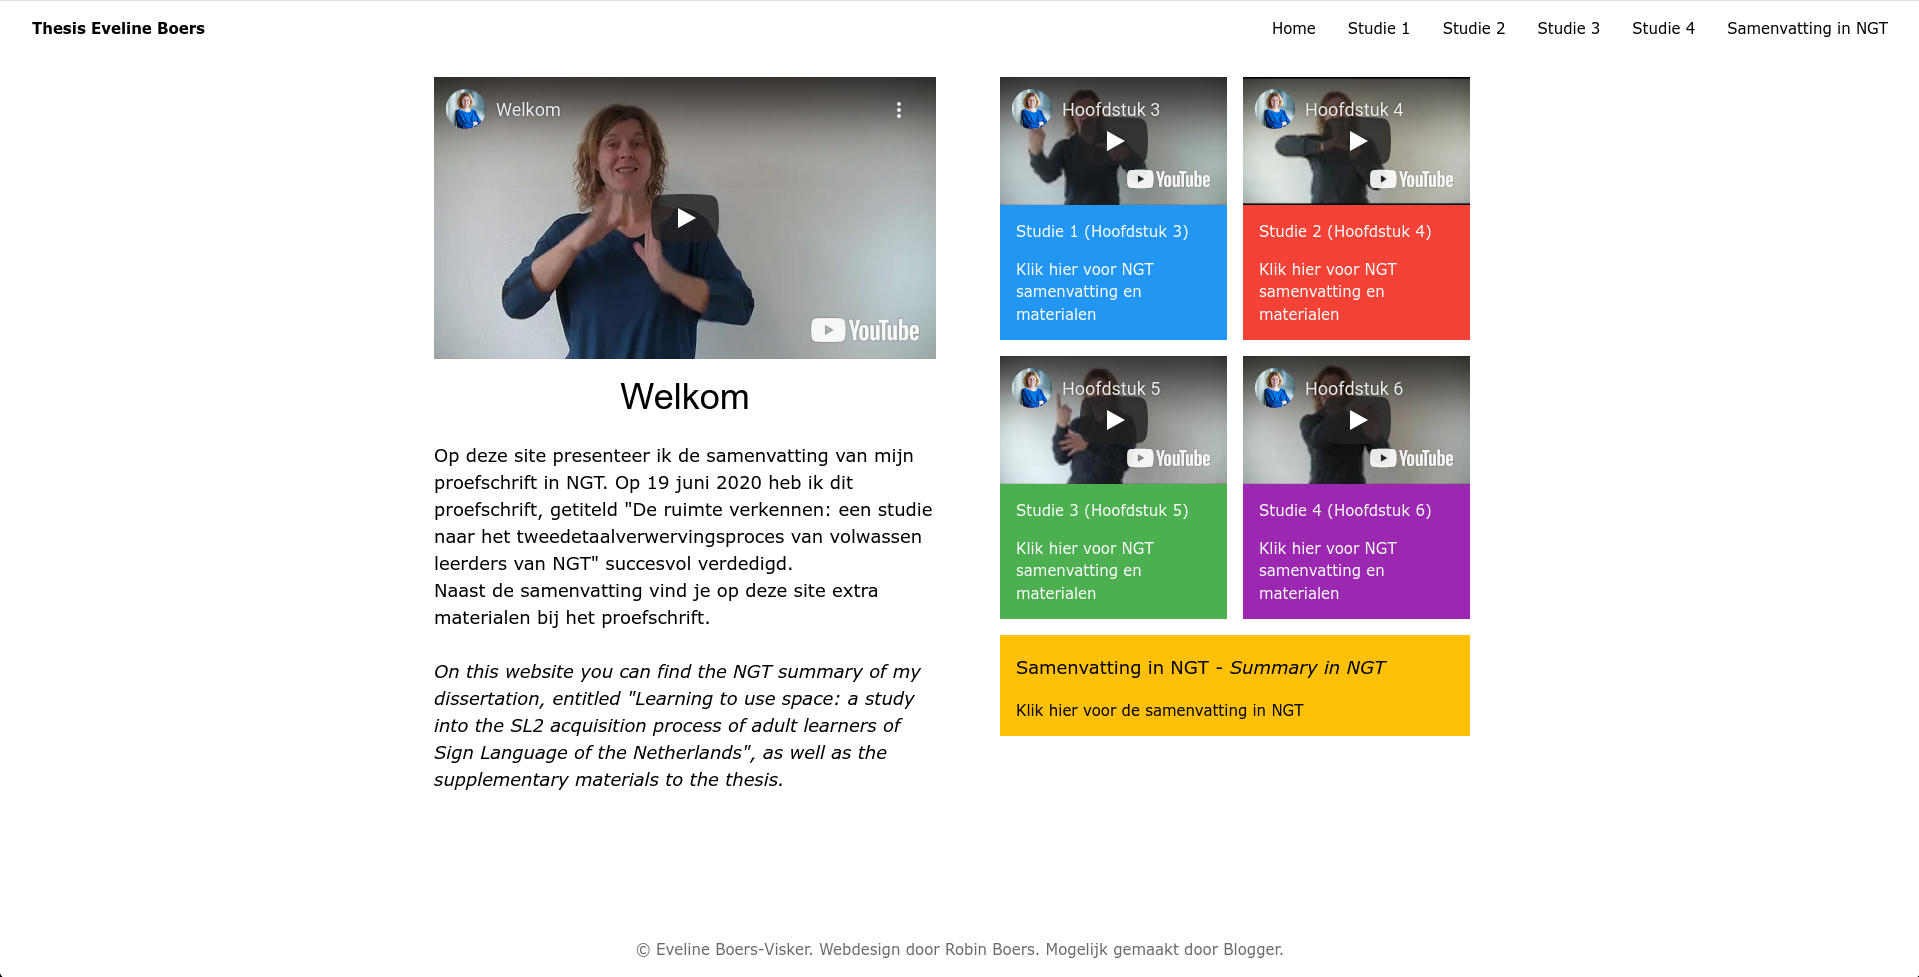 Thesis Eveline Boers
Home
Studie 1
Studie 2
Studie 3
Studie 4
Samenvatting in NGT
Welkom
YouTube
Welkom
Op deze site presenteer ik de samenvatting van mijn
proefschrift in NGT. Op 19 juni 2020 heb ik dit
proefschrift, getiteld "De ruimte verkennen: een studie
naar het tweedetaalverwervingsproces van volwassen
leerders van NGT" succesvol verdedigd.
Naast de samenvatting vind je op deze site extra
materialen bij het proefschrift.
On this website you can find the NGT summary of my
dissertation, entitled "Learning to use space: a study
into the SL2 acquisition process of adult learners of
Sign Language of the Netherlands", as well as the
supplementary materials to the thesis.
Hoofdstuk 3
YouTube
Studie 1 (Hoofdstuk 3)
Klik hier voor NGT
samenvatting en
materialen
Hoofdstuk 4
YouTube
Studie 2 (Hoofdstuk 4)
Klik hier voor NGT
samenvatting en
materialen
Hoofdstuk 5
YouTube
Studie 3 (Hoofdstuk 5)
Klik hier voor NGT
samenvatting en
materialen
Hoofdstuk 6
YouTube
Studie 4 (Hoofdstuk 6)
Klik hier voor NGT
samenvatting en
materialen
Samenvatting in NGT - Summary in NGT
Klik hier voor de samenvatting in NGT
© Eveline Boers-Visker. Webdesign door Robin Boers. Mogelijk gemaakt door Blogger.